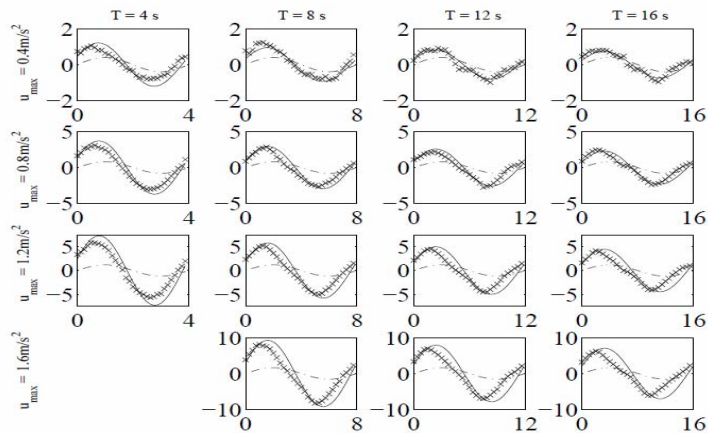 T = 4 s T = 8 s T = 12 s T = 16 s
u_max = 0.4m/s²
2 2 2 2
0 0 0 0
−2 −2 −2 −2
0 4 0 8 0 12 0 16
u_max = 0.8m/s²
5 5 5 5
0 0 0 0
−5 −5 −5 −5
0 4 0 8 0 12 0 16
u_max = 1.2m/s²
5 5 5 5
0 0 0 0
−5 −5 −5 −5
0 4 0 8 0 12 0 16
u_max = 1.6m/s²
10 10 10
0 0 0
−10 −10 −10
0 8 0 12 0 16